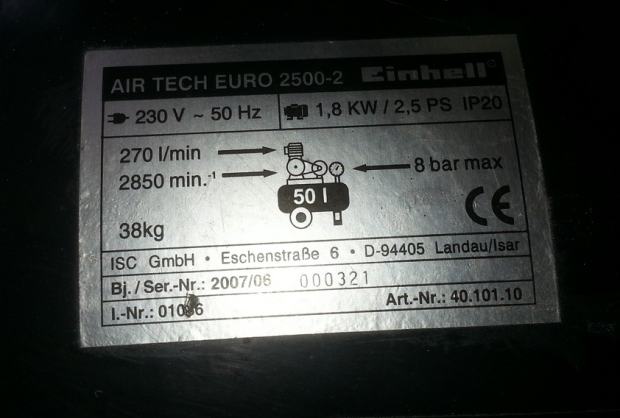 AIR TECH EURO 2500-2 Einhell
230 V ~ 50 Hz 1,8 KW / 2,5 PS IP20
270 l/min 8 bar max
2850 min.-1
50 l
38kg CE
ISC GmbH • Eschenstraße 6 • D-94405 Landau/Isar
Bj./Ser.-Nr.: 2007/06 000321
I.-Nr.: Art.-Nr.: 40.101.10